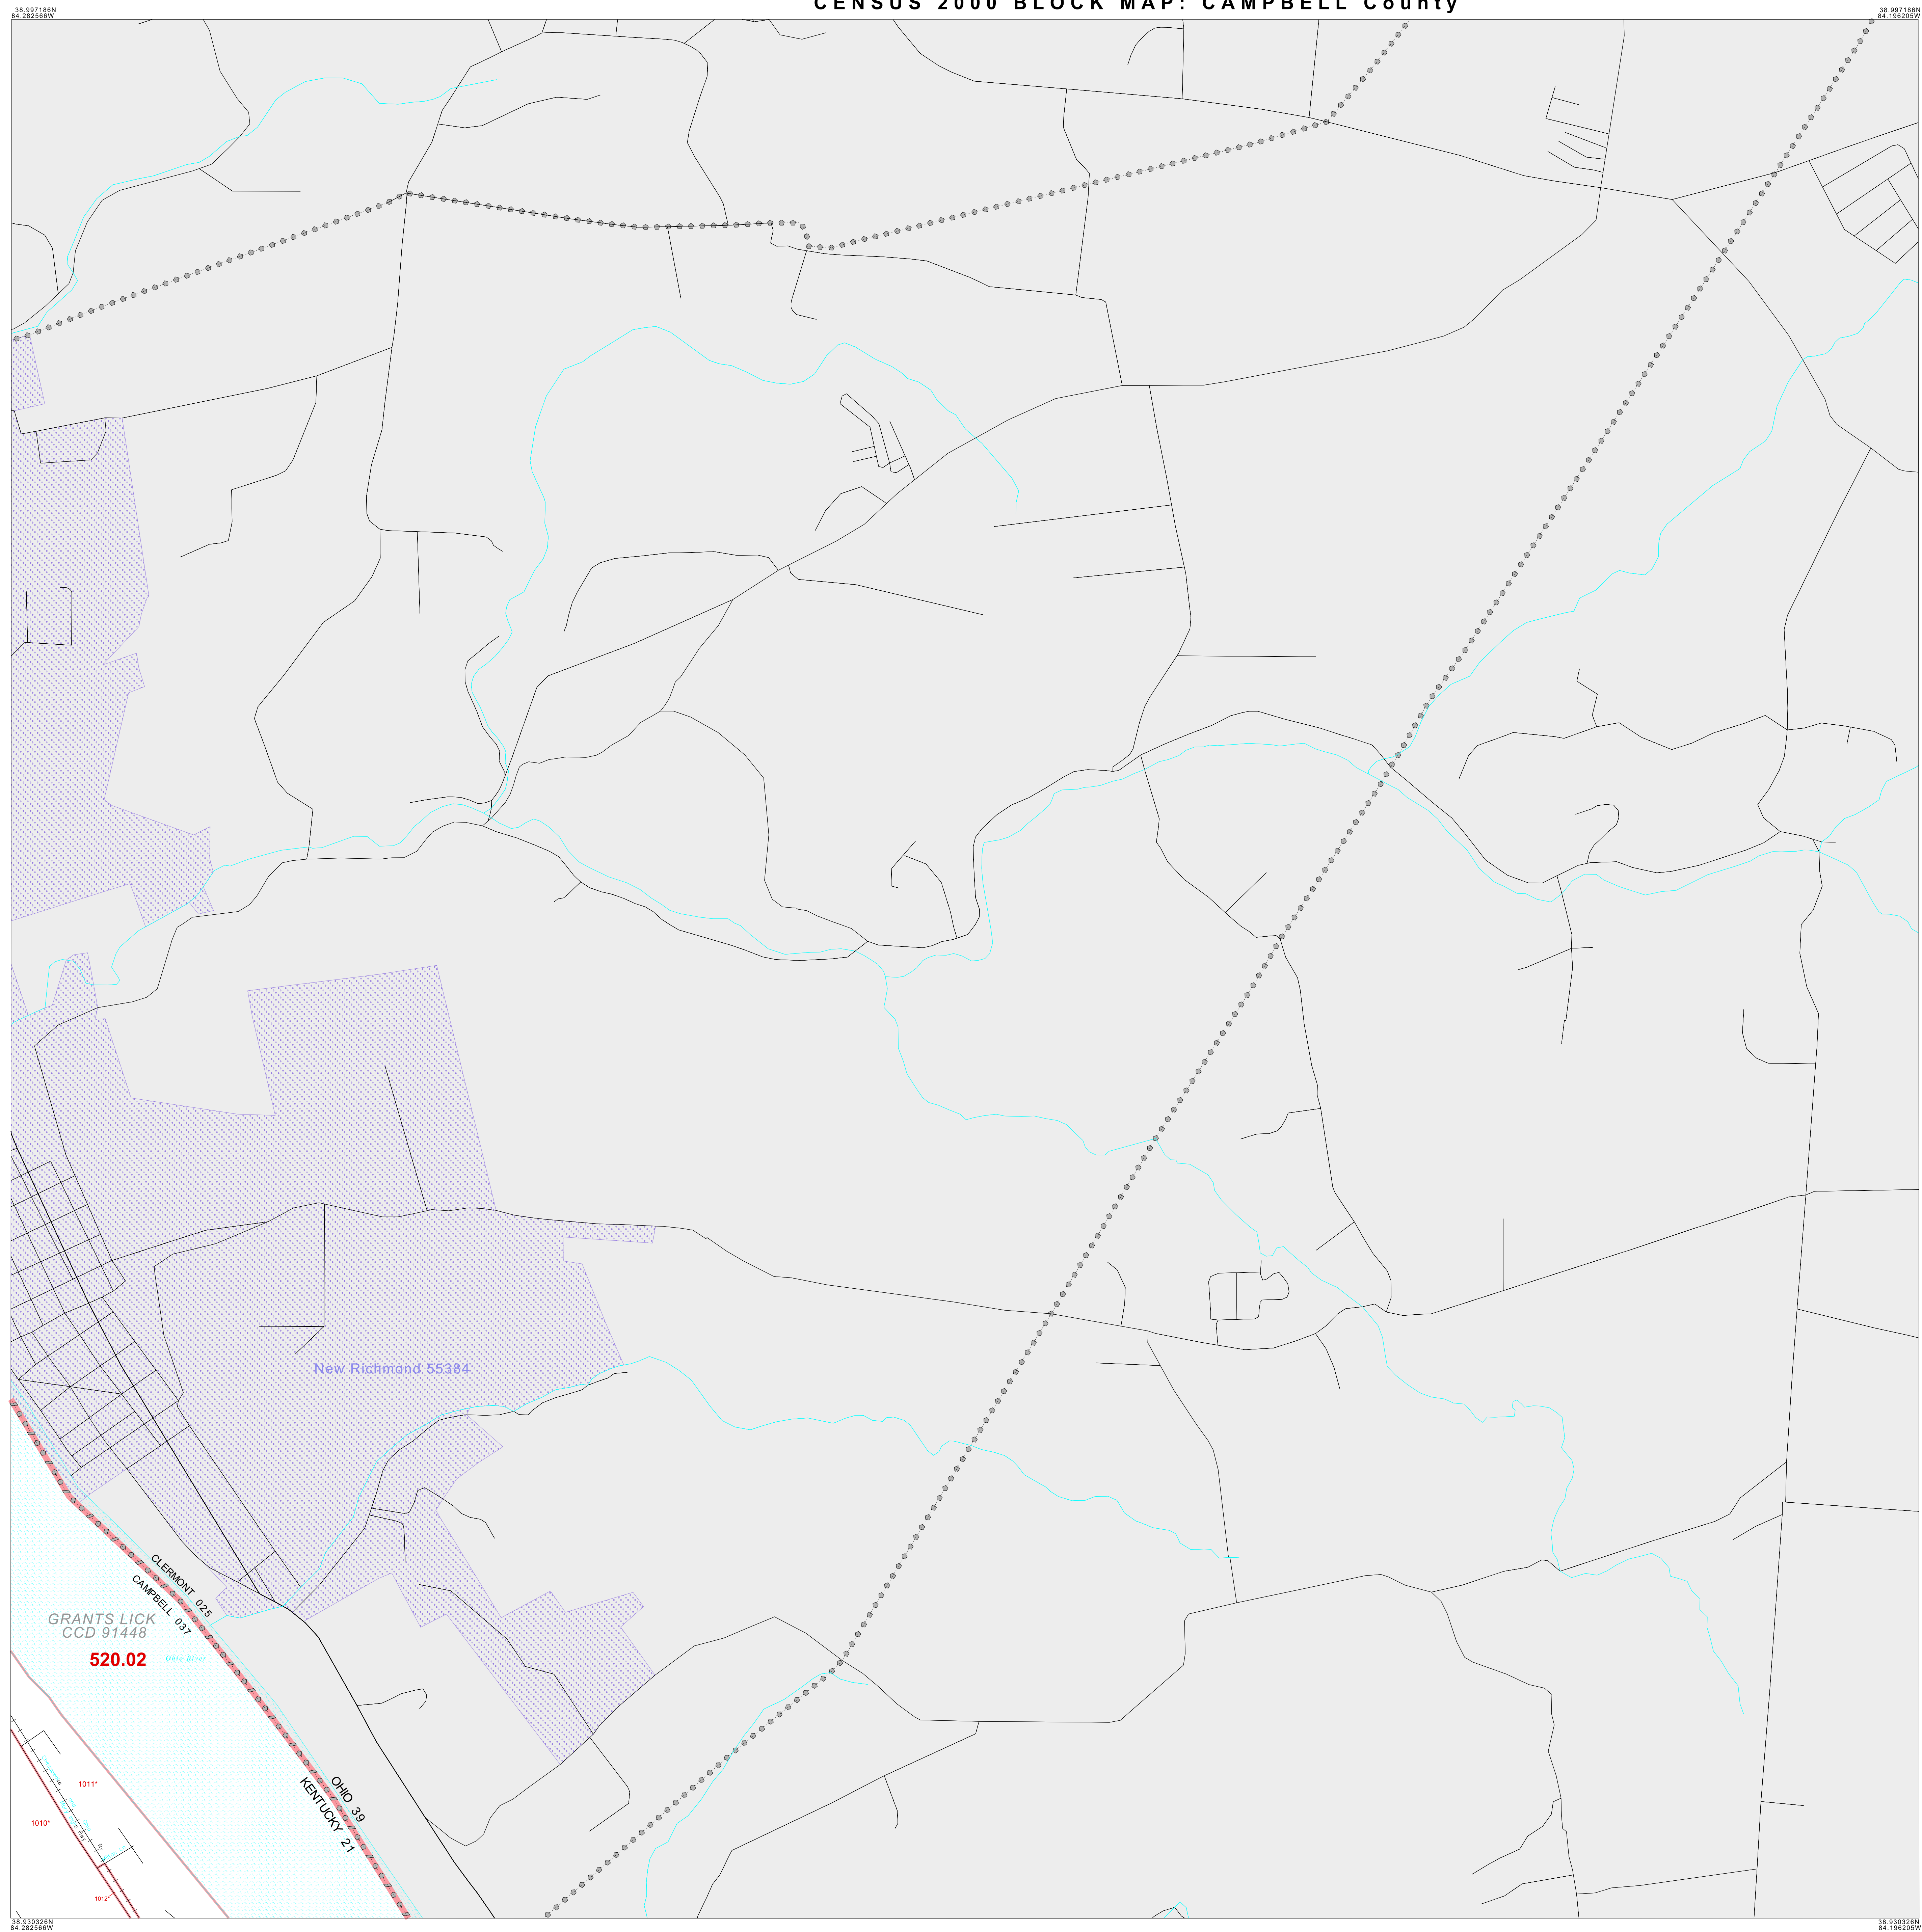 CENSUS 2000 BLOCK MAP: CAMPBELL County
38.997186N
84.282566W
38.997186N
84.196205W
New Richmond 55384
CLERMONT 025
CAMPBELL 037
GRANTS LICK
CCD 91448
520.02
Ohio River
OHIO 39
KENTUCKY 21
1011*
1010*
1012*
38.930326N
84.282566W
38.930326N
84.196205W